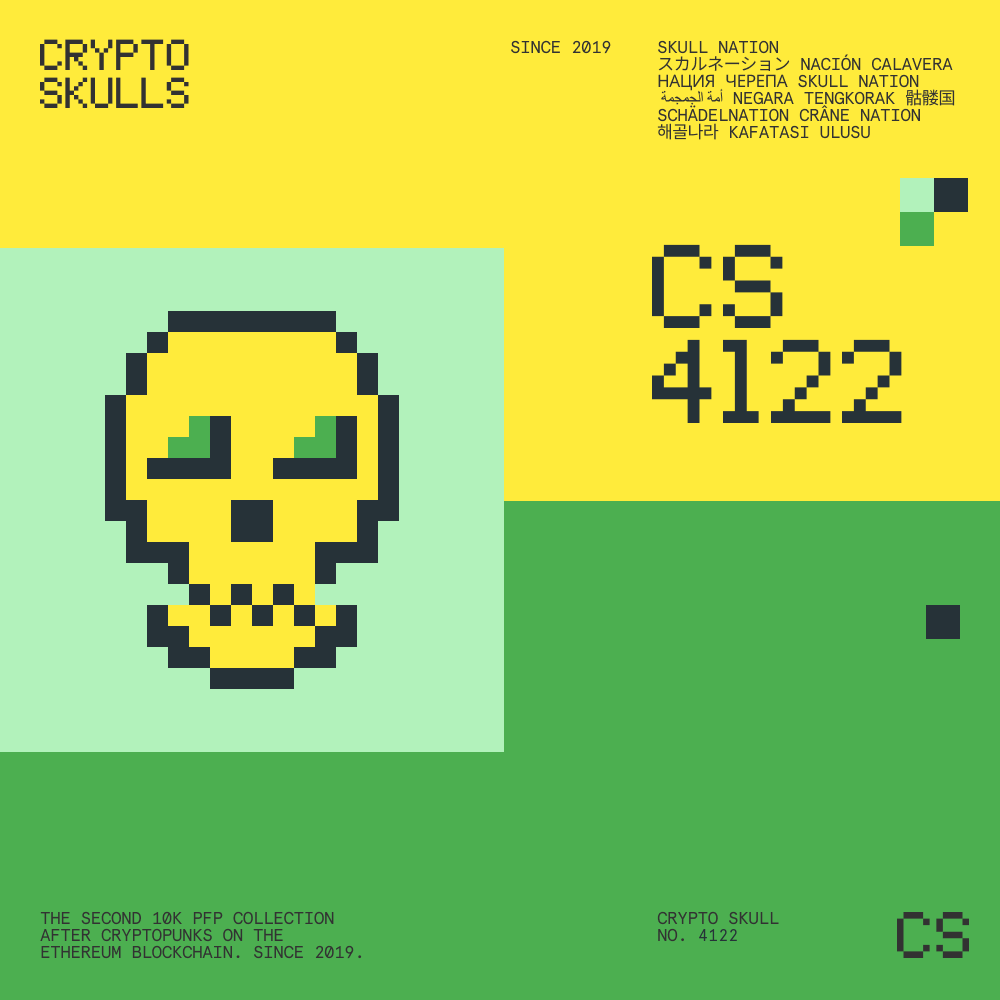 CRYPTO
SKULLS
SINCE 2019
SKULL NATION
スカルネーション NACIÓN CALAVERA
НАЦИЯ ЧЕРЕПА SKULL NATION
أمة الجمجمة NEGARA TENGKORAK 骷髅国
SCHÄDELNATION CRÂNE NATION
해골나라 KAFATASI ULUSU
CS
4122
THE SECOND 10K PFP COLLECTION
AFTER CRYPTOPUNKS ON THE
ETHEREUM BLOCKCHAIN. SINCE 2019.
CRYPTO SKULL
NO. 4122
CS